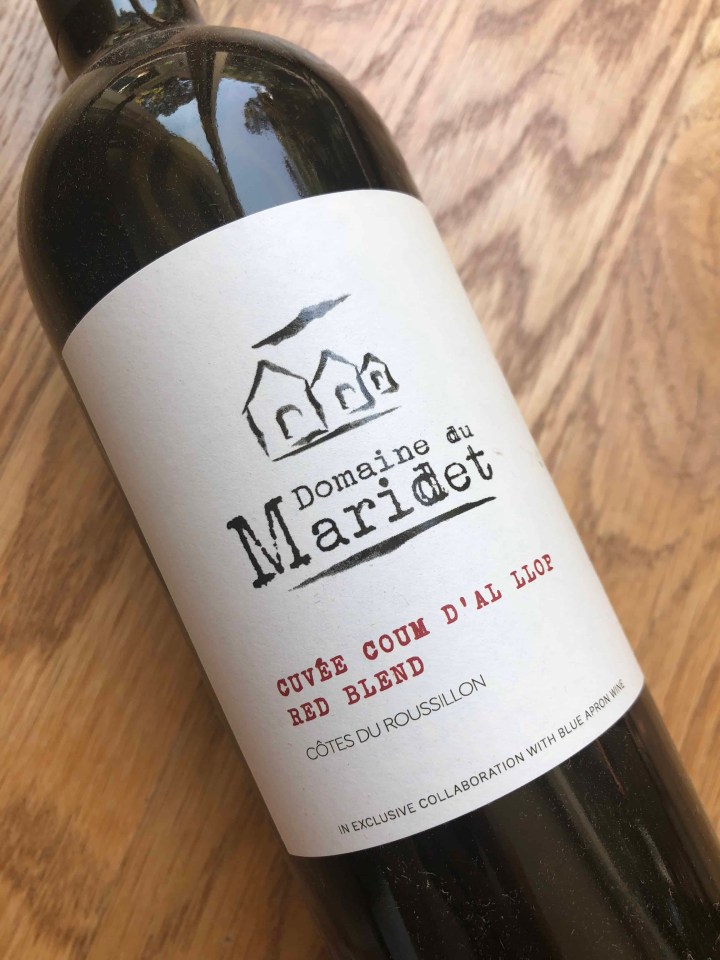 Domaine du
Maridet
CUVÉE COUM D'AL LLOP
RED BLEND
CÔTES DU ROUSSILLON
IN EXCLUSIVE COLLABORATION WITH BLUE APRON WINE